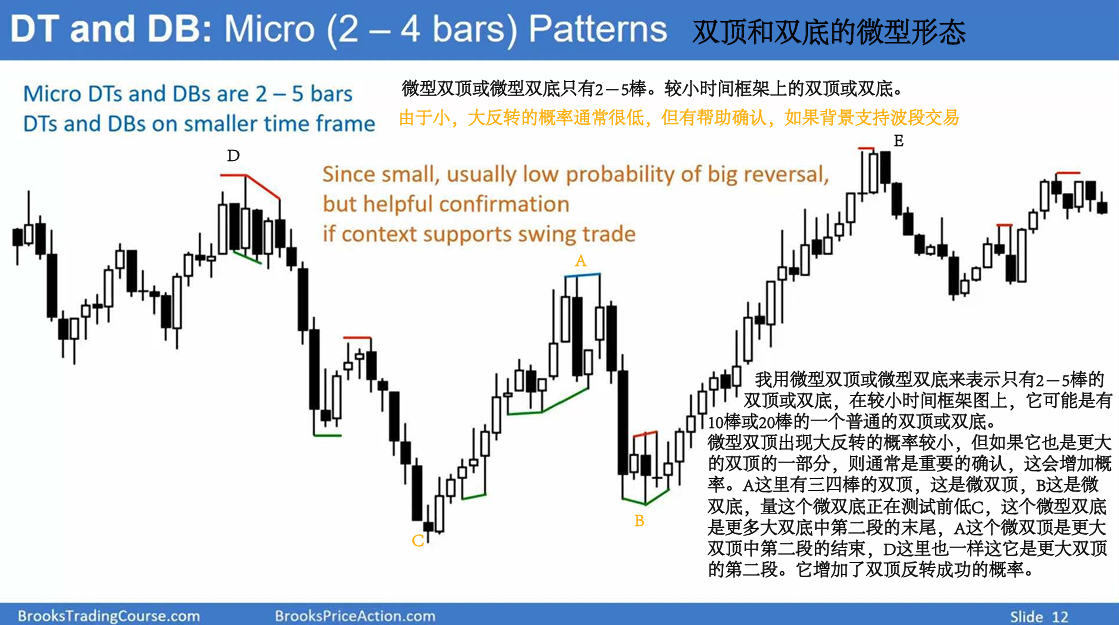 DT and DB: Micro (2 – 4 bars) Patterns 双顶和双底的微型形态
Micro DTs and DBs are 2 – 5 bars
DTs and DBs on smaller time frame
微型双顶或微型双底只有2－5棒。较小时间框架上的双顶或双底。
由于小，大反转的概率通常很低，但有帮助确认，如果背景支持波段交易
D
E
Since small, usually low probability of big reversal,
but helpful confirmation
if context supports swing trade
A
我用微型双顶或微型双底来表示只有2－5棒的
双顶或双底，在较小时间框架图上，它可能是有
10棒或20棒的一个普通的双顶或双底。
微型双顶出现大反转的概率较小，但如果它也是更大
的双顶的一部分，则通常是重要的确认，这会增加概
率。A这里有三四棒的双顶，这是微双顶，B这是微
双底，量这个微双底正在测试前低C，这个微型双底
是更多大双底中第二段的末尾，A这个微双顶是更大
双顶中第二段的结束，D这里也一样这它是更大双顶
的第二段。它增加了双顶反转成功的概率。
B
C
BrooksTradingCourse.com
BrooksPriceAction.com
Slide 12